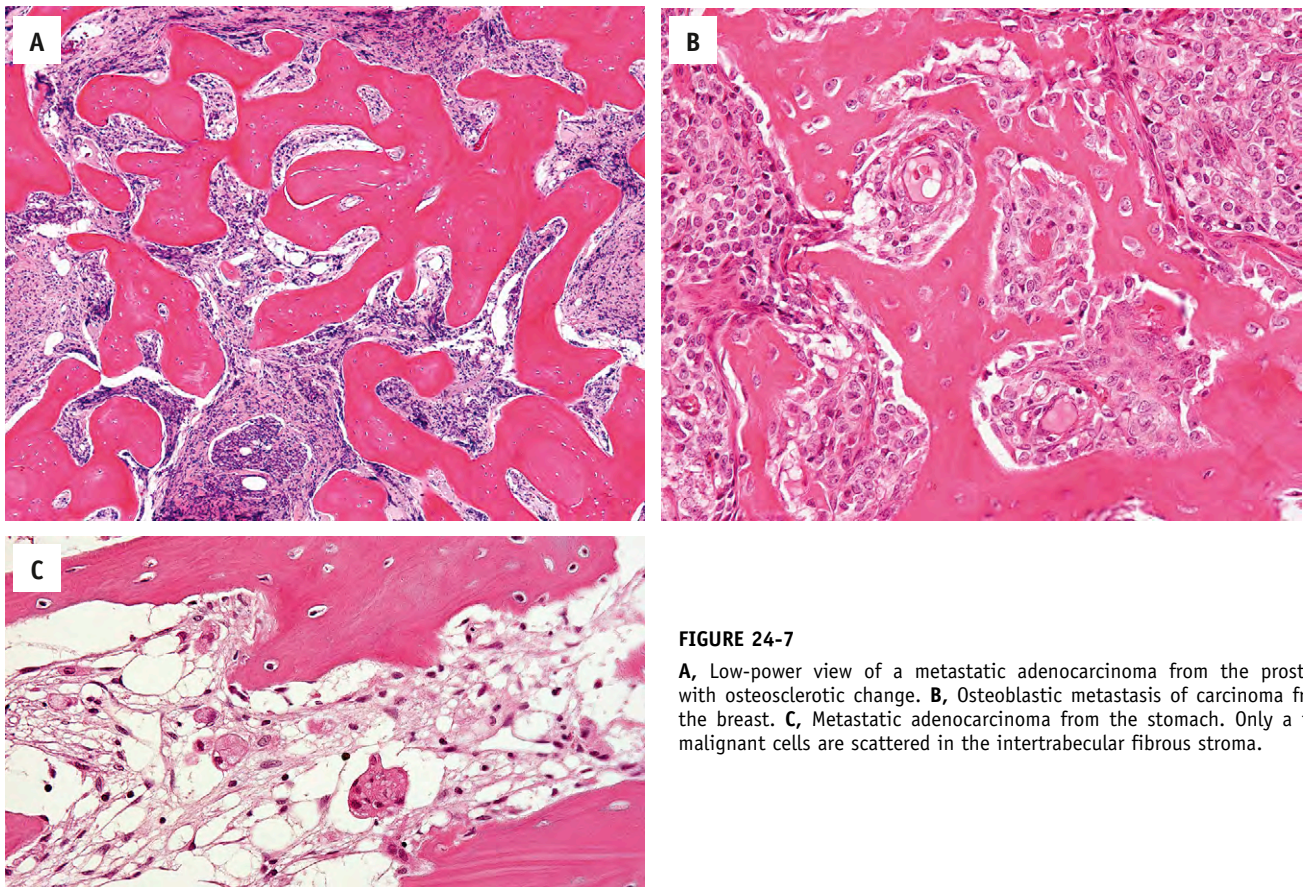 A
B
C
FIGURE 24-7
A, Low-power view of a metastatic adenocarcinoma from the prost
with osteosclerotic change. B, Osteoblastic metastasis of carcinoma fr
the breast. C, Metastatic adenocarcinoma from the stomach. Only a
malignant cells are scattered in the intertrabecular fibrous stroma.